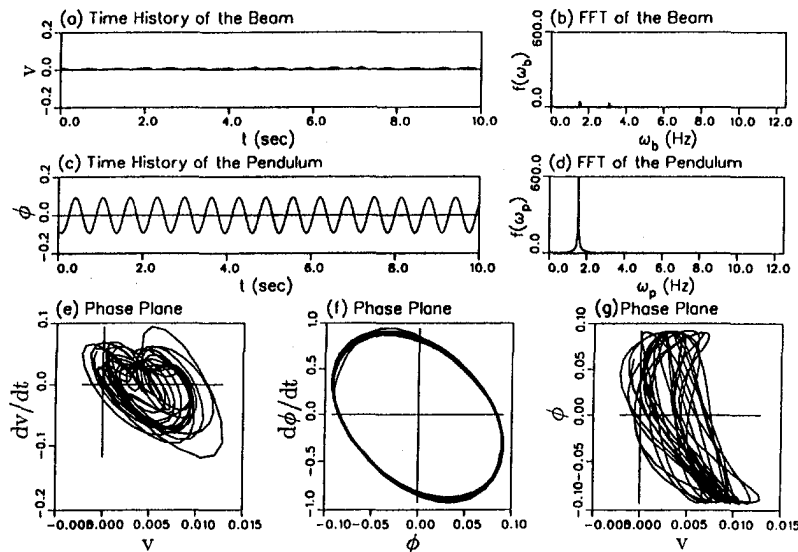 (a) Time History of the Beam
(b) FFT of the Beam
0.2
0.0
-0.2
v
0.0 2.0 4.0 6.0 8.0 10.0
t (sec)
600.0
0.0
f(ω_b)
0.0 2.0 4.0 6.0 8.0 10.0 12.0
ω_b (Hz)
(c) Time History of the Pendulum
(d) FFT of the Pendulum
0.2
0.0
-0.2
ϕ
0.0 2.0 4.0 6.0 8.0 10.0
t (sec)
600.0
0.0
f(ω_p)
0.0 2.0 4.0 6.0 8.0 10.0 12.0
ω_p (Hz)
(e) Phase Plane
(f) Phase Plane
(g) Phase Plane
0.1
0.0
-0.1
-0.2
dv/dt
0.000 0.005 0.010 0.015
v
1.0
0.5
0.0
-0.5
-1.0
dϕ/dt
-0.10 -0.05 0.00 0.05 0.10
ϕ
0.10
0.05
0.00
-0.05
-0.10
ϕ
0.000 0.005 0.010 0.015
v